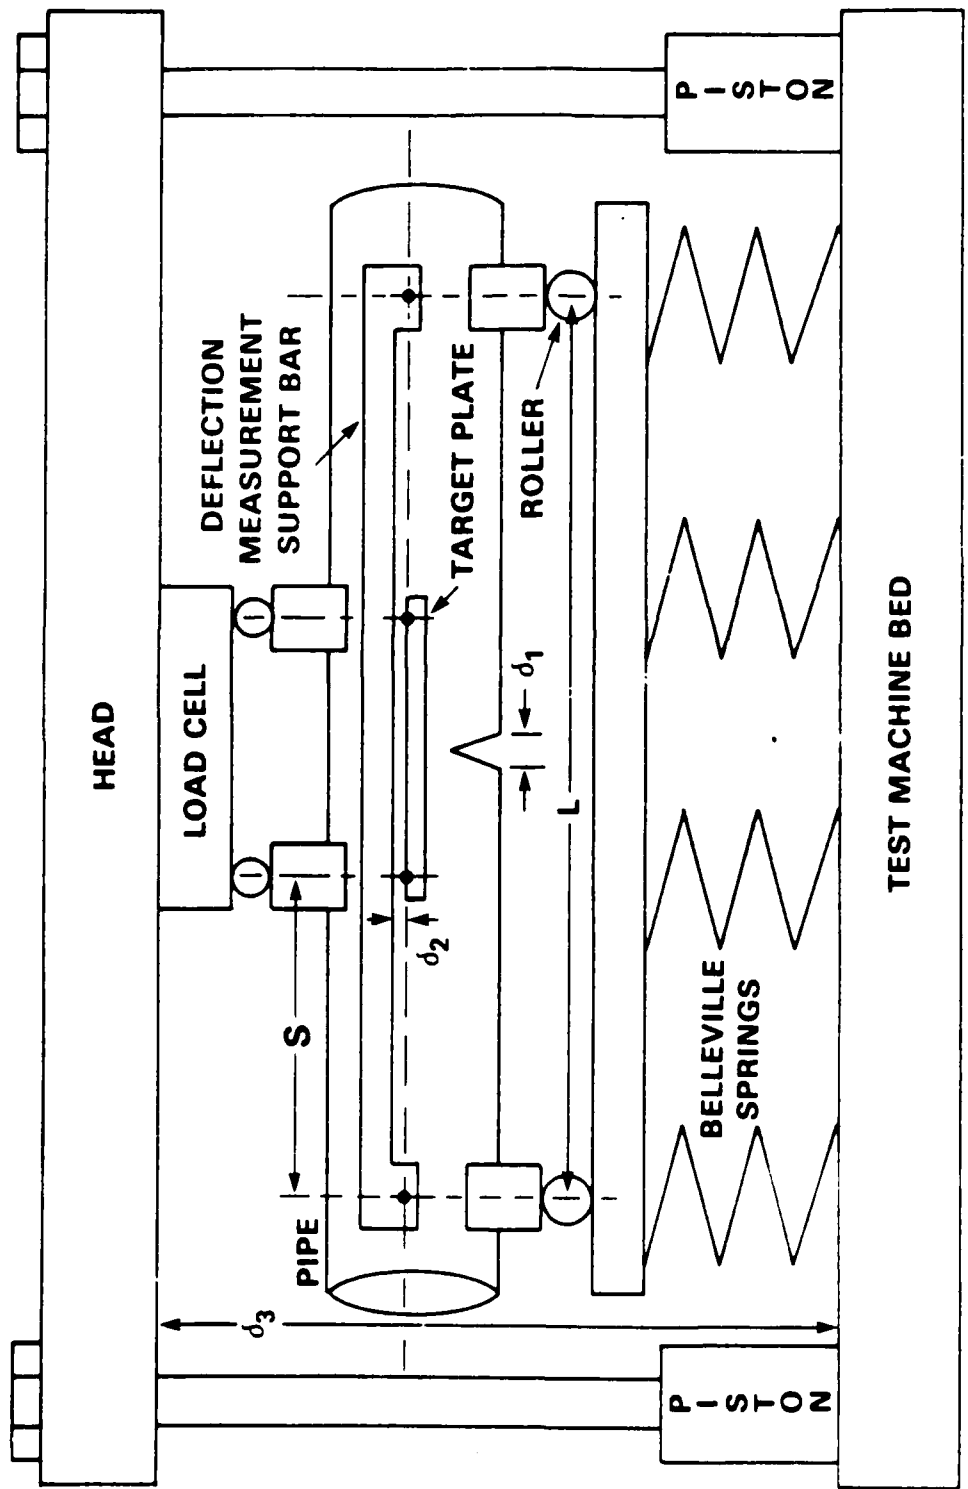 HEAD
LOAD CELL
DEFLECTION
MEASUREMENT
SUPPORT BAR
S
PIPE
δ2
TARGET PLATE
δ1
δ3
ROLLER
L
BELLEVILLE
SPRINGS
PISTON
PISTON
TEST MACHINE BED